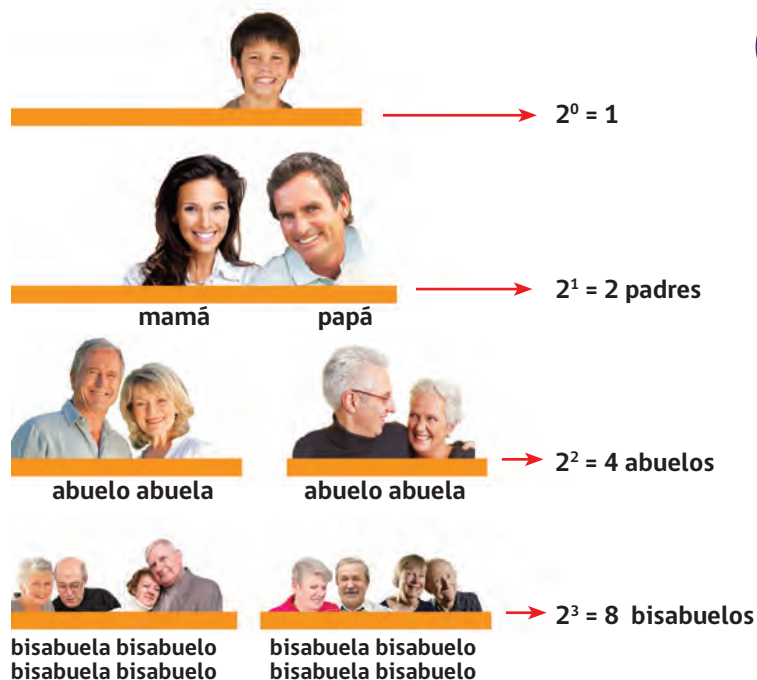 2⁰ = 1
2¹ = 2 padres
mamá papá
2² = 4 abuelos
abuelo abuela abuelo abuela
2³ = 8 bisabuelos
bisabuela bisabuelo bisabuela bisabuelo
bisabuela bisabuelo bisabuela bisabuelo